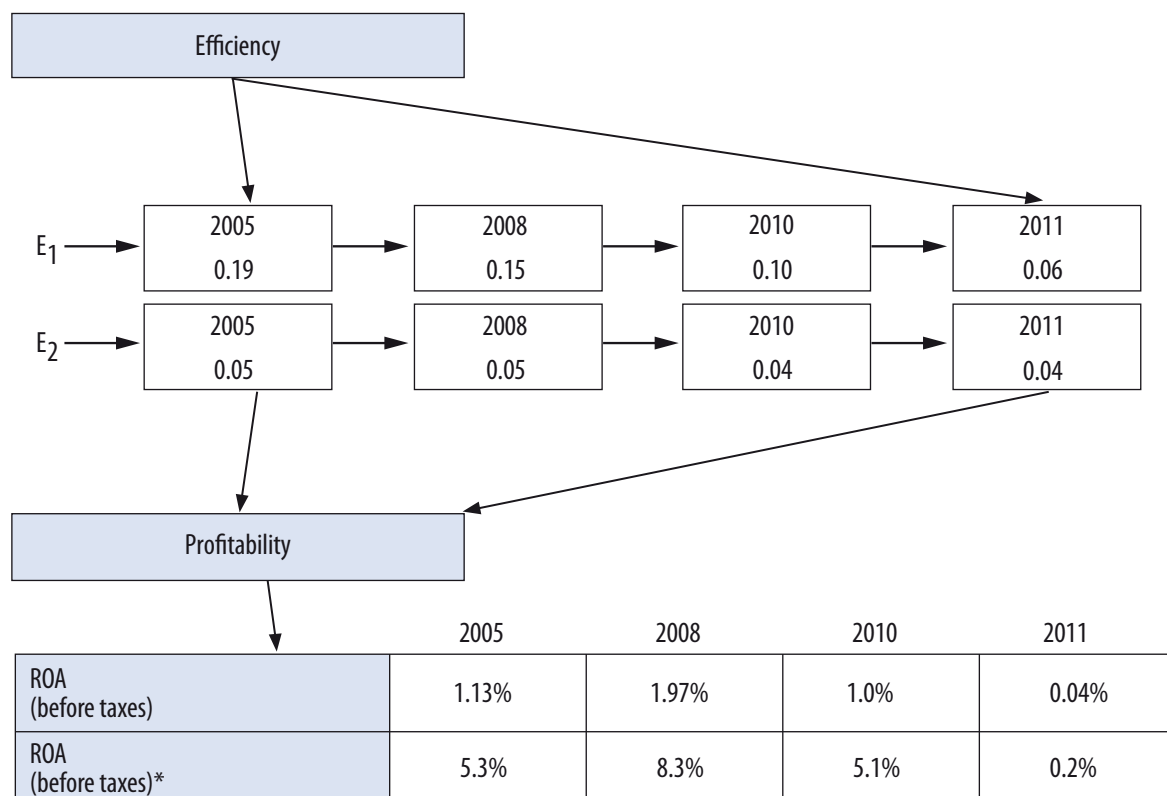 Efficiency
E1
2005
0.19
2008
0.15
2010
0.10
2011
0.06
E2
2005
0.05
2008
0.05
2010
0.04
2011
0.04
Profitability
2005 2008 2010 2011
ROA
(before taxes) 1.13% 1.97% 1.0% 0.04%
ROA
(before taxes)* 5.3% 8.3% 5.1% 0.2%